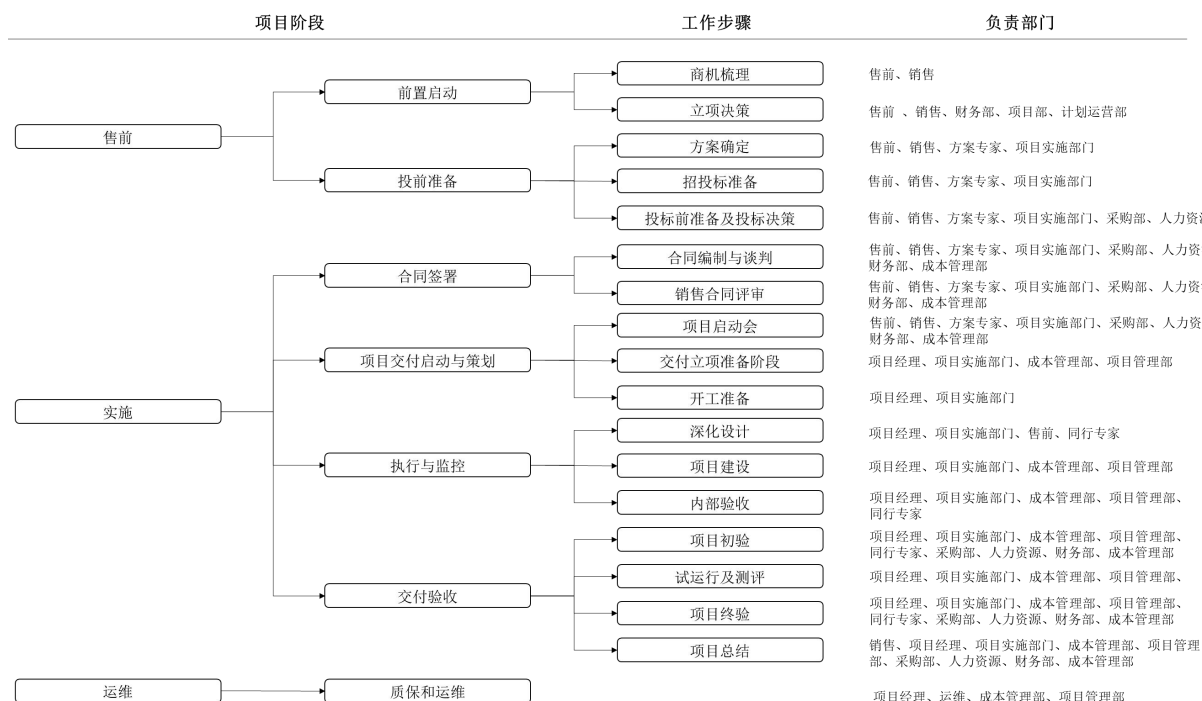 项目阶段 工作步骤 负责部门
售前
前置启动
商机梳理 售前、销售
立项决策 售前 、销售、财务部、项目部、计划运营部
投前准备
方案确定 售前、销售、方案专家、项目实施部门
招投标准备 售前、销售、方案专家、项目实施部门
投标前准备及投标决策 售前、销售、方案专家、项目实施部门、采购部、人力资
实施
合同签署
合同编制与谈判 售前、销售、方案专家、项目实施部门、采购部、人力资
财务部、成本管理部
销售合同评审 售前、销售、方案专家、项目实施部门、采购部、人力资
财务部、成本管理部
项目交付启动与策划
项目启动会 售前、销售、方案专家、项目实施部门、采购部、人力资
财务部、成本管理部
交付立项准备阶段 项目经理、项目实施部门、成本管理部、项目管理部
开工准备 项目经理、项目实施部门
执行与监控
深化设计 项目经理、项目实施部门、售前、同行专家
项目建设 项目经理、项目实施部门、成本管理部、项目管理部
内部验收 项目经理、项目实施部门、成本管理部、项目管理部、
同行专家
交付验收
项目初验 项目经理、项目实施部门、成本管理部、项目管理部、
同行专家、采购部、人力资源、财务部、成本管理部
试运行及测评 项目经理、项目实施部门、成本管理部、项目管理部、
项目终验 项目经理、项目实施部门、成本管理部、项目管理部、
同行专家、采购部、人力资源、财务部、成本管理部
项目总结 销售、项目经理、项目实施部门、成本管理部、项目管理
部、采购部、人力资源、财务部、成本管理部
运维 质保和运维 项目经理、运维、成本管理部、项目管理部